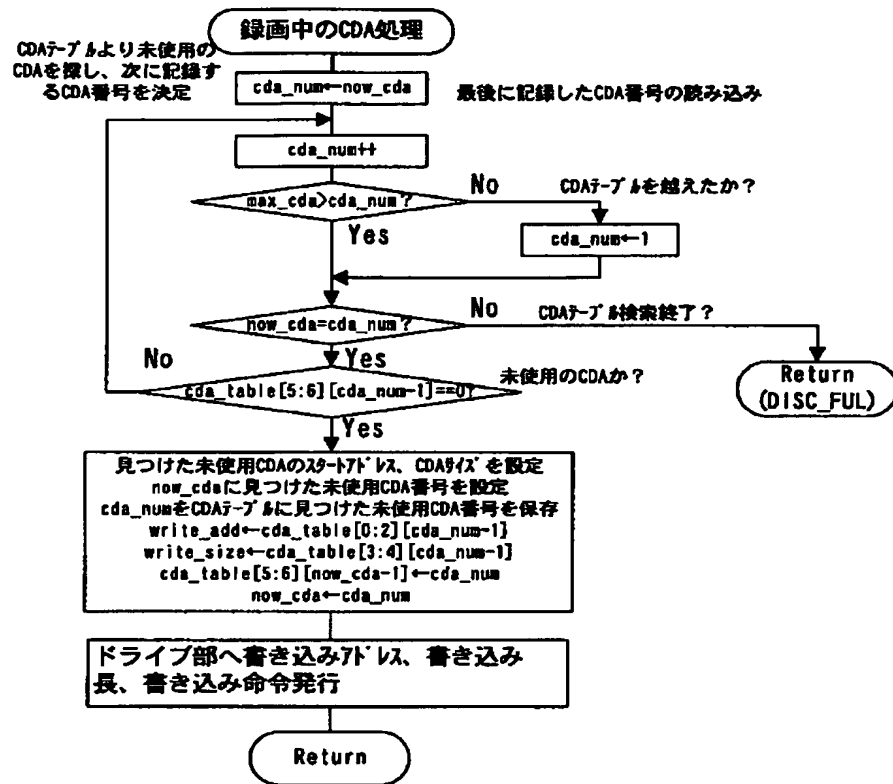 録画中のCDA処理
CDAテーブルより未使用の
CDAを探し、次に記録す
るCDA番号を決定
cda_num←now_cda
最後に記録したCDA番号の読み込み
cda_num++
max_cda>cda_num?
No
CDAテーブルを越えたか?
Yes
cda_num←1
now_cda=cda_num?
No
CDAテーブル検索終了?
Yes
Return
(DISC_FUL)
No
cda_table[5:6][cda_num-1]==0?
未使用のCDAか?
Yes
見つけた未使用CDAのスタートアドレス、CDAサイズを設定
now_cdaに見つけた未使用CDA番号を設定
cda_numをCDAテーブルに見つけた未使用CDA番号を保存
write_add←cda_table[0:2][cda_num-1}
write_size←cda_table[3:4][cda_num-1]
cda_table[5:6][now_cda-1]←cda_num
now_cda←cda_num
ドライブ部へ書き込みアドレス、書き込み
長、書き込み命令発行
Return